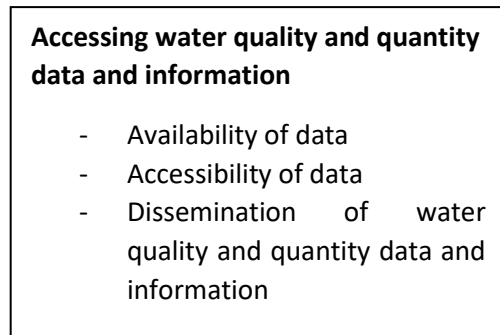 Accessing water quality and quantity
data and information
- Availability of data
- Accessibility of data
- Dissemination of water
quality and quantity data and
information